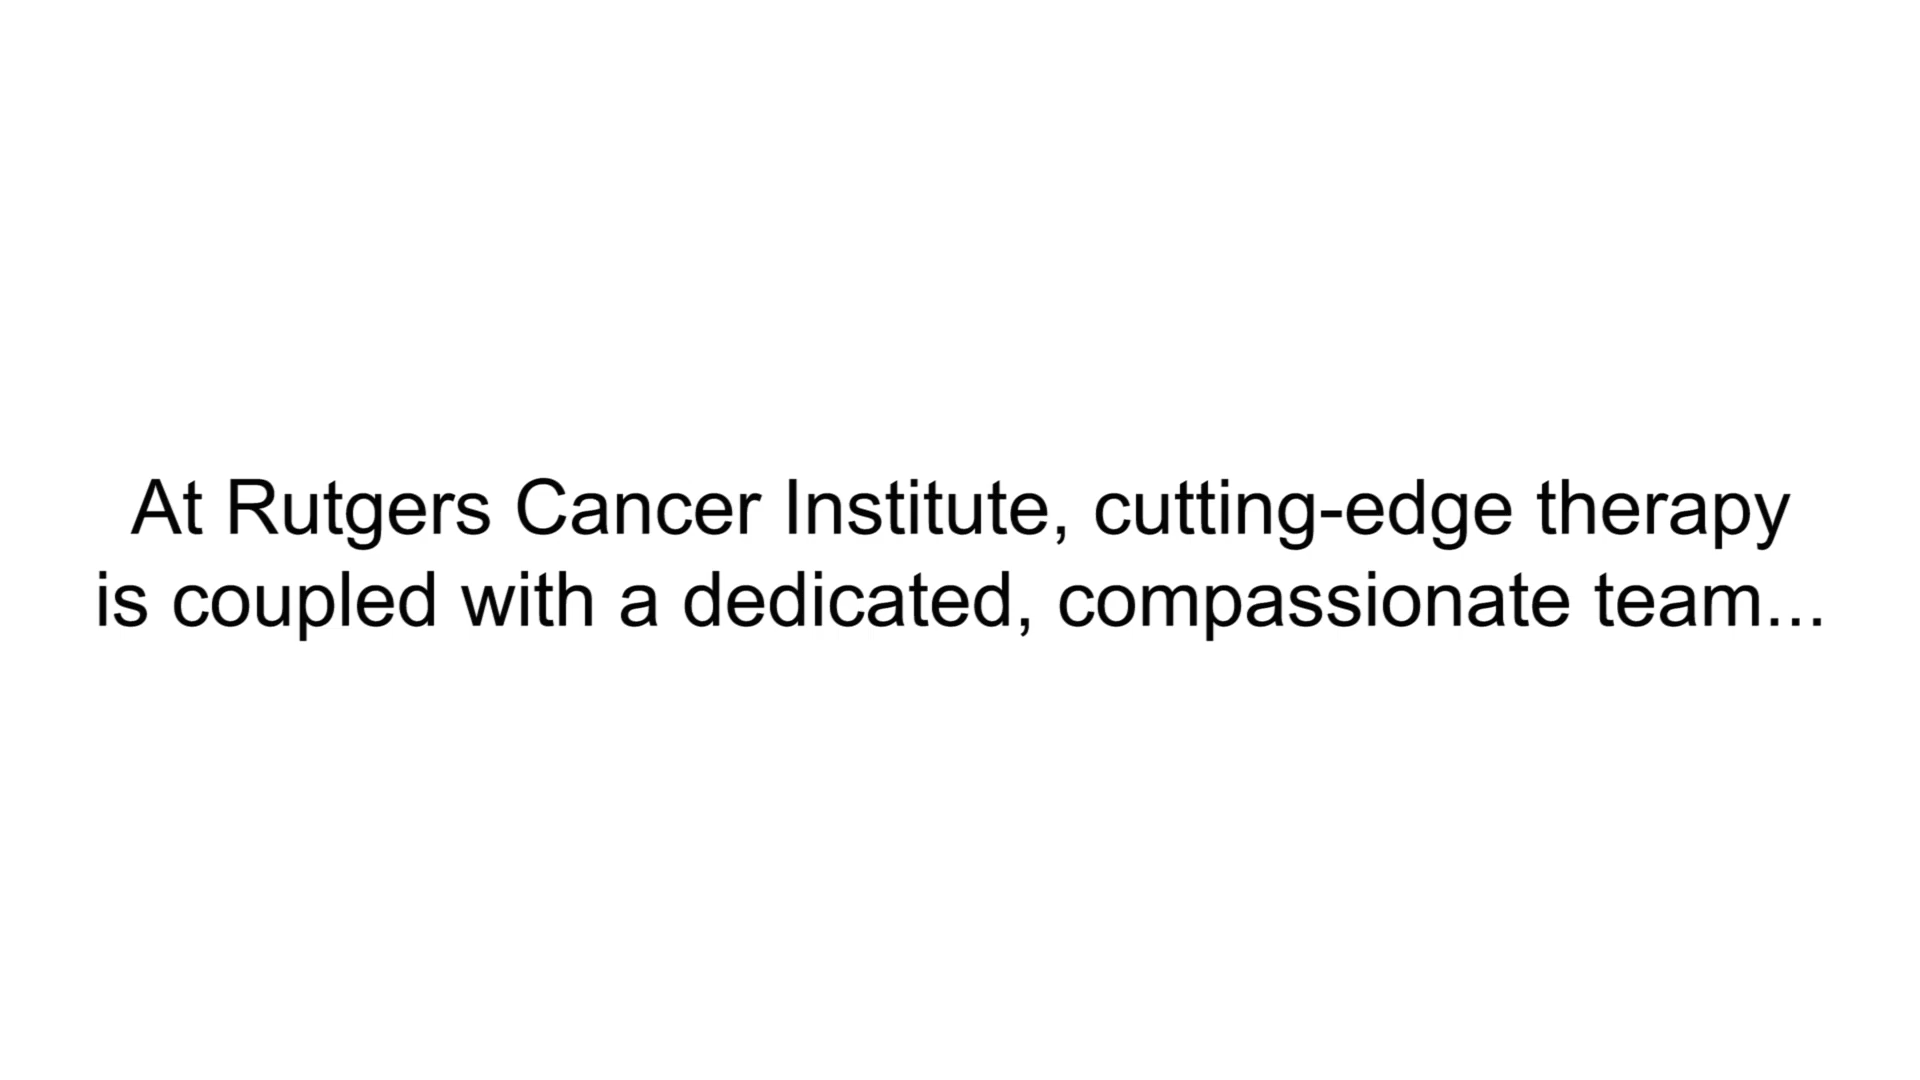 At Rutgers Cancer Institute, cutting-edge therapy
is coupled with a dedicated, compassionate team...